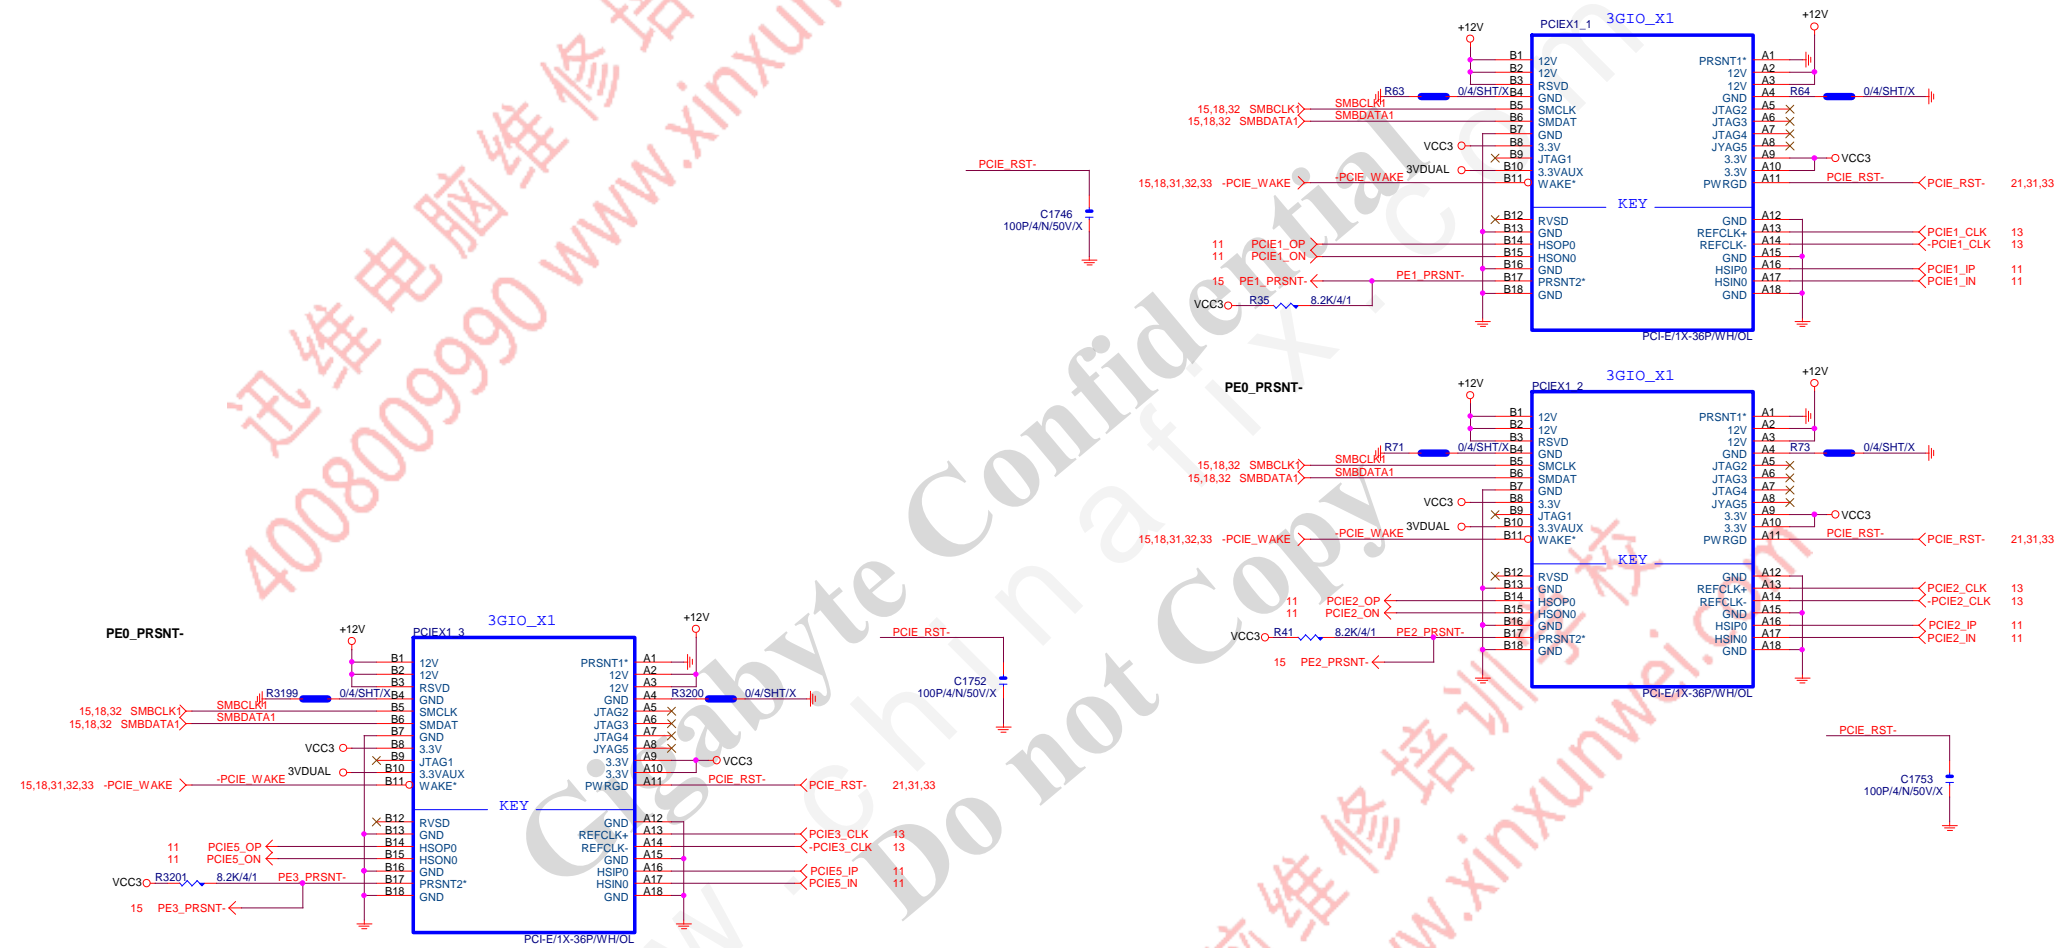 3GIO_X1
PCIEX1_1
+12V
+12V
B1 12V PRSNT1* A1
B2 12V 12V A2
B3 RSVD 12V A3
R63 0/4/SHT/X B4 GND GND A4 R64 0/4/SHT/X
15,18,32 SMBCLK1 SMBCLK1 B5 SMCLK JTAG2 A5
15,18,32 SMBDATA1 SMBDATA1 B6 SMDAT JTAG3 A6
B7 GND JTAG4 A7
VCC3 B8 3.3V JYAG5 A8
B9 JTAG1 3.3V A9 VCC3
3VDUAL B10 3.3VAUX 3.3V A10
15,18,31,32,33 -PCIE_WAKE -PCIE_WAKE B11 WAKE* PWRGD A11 PCIE_RST- PCIE_RST- 21,31,33
KEY
B12 RVSD GND A12
B13 GND REFCLK+ A13 PCIE1_CLK 13
11 PCIE1_OP B14 HSOP0 REFCLK- A14 -PCIE1_CLK 13
11 PCIE1_ON B15 HSON0 GND A15
B16 GND HSIP0 A16 PCIE1_IP 11
15 PE1_PRSNT- PE1_PRSNT- B17 PRSNT2* HSIN0 A17 PCIE1_IN 11
B18 GND GND A18
VCC3 R35 8.2K/4/1
PCI-E/1X-36P/WH/OL
PCIE_RST-
C1746
100P/4/N/50V/X
PE0_PRSNT-
3GIO_X1
PCIEX1_2
+12V
+12V
B1 12V PRSNT1* A1
B2 12V 12V A2
B3 RSVD 12V A3
R71 0/4/SHT/X B4 GND GND A4 R73 0/4/SHT/X
15,18,32 SMBCLK1 SMBCLK1 B5 SMCLK JTAG2 A5
15,18,32 SMBDATA1 SMBDATA1 B6 SMDAT JTAG3 A6
B7 GND JTAG4 A7
VCC3 B8 3.3V JYAG5 A8
B9 JTAG1 3.3V A9 VCC3
3VDUAL B10 3.3VAUX 3.3V A10
15,18,31,32,33 -PCIE_WAKE -PCIE_WAKE B11 WAKE* PWRGD A11 PCIE_RST- PCIE_RST- 21,31,33
KEY
B12 RVSD GND A12
B13 GND REFCLK+ A13 PCIE2_CLK 13
11 PCIE2_OP B14 HSOP0 REFCLK- A14 -PCIE2_CLK 13
11 PCIE2_ON B15 HSON0 GND A15
B16 GND HSIP0 A16 PCIE2_IP 11
VCC3 R41 8.2K/4/1 PE2_PRSNT- B17 PRSNT2* HSIN0 A17 PCIE2_IN 11
B18 GND GND A18
15 PE2_PRSNT-
PCI-E/1X-36P/WH/OL
PCIE_RST-
C1753
100P/4/N/50V/X
PE0_PRSNT-
3GIO_X1
PCIEX1_3
+12V
+12V
B1 12V PRSNT1* A1
B2 12V 12V A2
B3 RSVD 12V A3
R3199 0/4/SHT/X B4 GND GND A4 R3200 0/4/SHT/X
15,18,32 SMBCLK1 SMBCLK1 B5 SMCLK JTAG2 A5
15,18,32 SMBDATA1 SMBDATA1 B6 SMDAT JTAG3 A6
B7 GND JTAG4 A7
VCC3 B8 3.3V JYAG5 A8
B9 JTAG1 3.3V A9 VCC3
3VDUAL B10 3.3VAUX 3.3V A10
15,18,31,32,33 -PCIE_WAKE -PCIE_WAKE B11 WAKE* PWRGD A11 PCIE_RST- PCIE_RST- 21,31,33
KEY
B12 RVSD GND A12
B13 GND REFCLK+ A13 PCIE3_CLK 13
11 PCIE5_OP B14 HSOP0 REFCLK- A14 -PCIE3_CLK 13
11 PCIE5_ON B15 HSON0 GND A15
B16 GND HSIP0 A16 PCIE5_IP 11
VCC3 R3201 8.2K/4/1 PE3_PRSNT- B17 PRSNT2* HSIN0 A17 PCIE5_IN 11
B18 GND GND A18
15 PE3_PRSNT-
PCI-E/1X-36P/WH/OL
PCIE_RST-
C1752
100P/4/N/50V/X
Gigabyte Confidential
Do not Copy
w.chinafix.com
迅维电脑维修培
4008009990 www.xinxun
脑维修培训学校
ww.xinxunwei.com